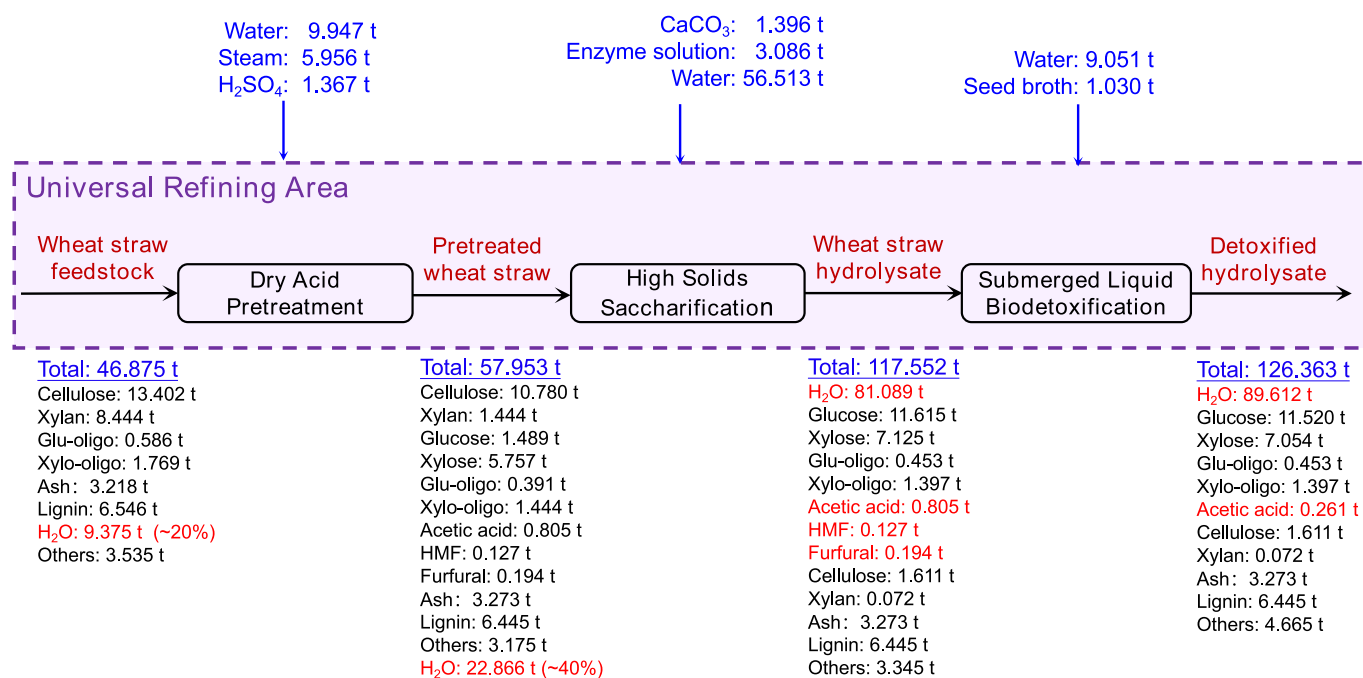 Water: 9.947 t
Steam: 5.956 t
H₂SO₄: 1.367 t
CaCO₃: 1.396 t
Enzyme solution: 3.086 t
Water: 56.513 t
Water: 9.051 t
Seed broth: 1.030 t
Universal Refining Area
Wheat straw
feedstock
Dry Acid
Pretreatment
Pretreated
wheat straw
High Solids
Saccharification
Wheat straw
hydrolysate
Submerged Liquid
Biodetoxification
Detoxified
hydrolysate
Total: 46.875 t
Cellulose: 13.402 t
Xylan: 8.444 t
Glu-oligo: 0.586 t
Xylo-oligo: 1.769 t
Ash: 3.218 t
Lignin: 6.546 t
H₂O: 9.375 t (~20%)
Others: 3.535 t
Total: 57.953 t
Cellulose: 10.780 t
Xylan: 1.444 t
Glucose: 1.489 t
Xylose: 5.757 t
Glu-oligo: 0.391 t
Xylo-oligo: 1.444 t
Acetic acid: 0.805 t
HMF: 0.127 t
Furfural: 0.194 t
Ash: 3.273 t
Lignin: 6.445 t
Others: 3.175 t
H₂O: 22.866 t (~40%)
Total: 117.552 t
H₂O: 81.089 t
Glucose: 11.615 t
Xylose: 7.125 t
Glu-oligo: 0.453 t
Xylo-oligo: 1.397 t
Acetic acid: 0.805 t
HMF: 0.127 t
Furfural: 0.194 t
Cellulose: 1.611 t
Xylan: 0.072 t
Ash: 3.273 t
Lignin: 6.445 t
Others: 3.345 t
Total: 126.363 t
H₂O: 89.612 t
Glucose: 11.520 t
Xylose: 7.054 t
Glu-oligo: 0.453 t
Xylo-oligo: 1.397 t
Acetic acid: 0.261 t
Cellulose: 1.611 t
Xylan: 0.072 t
Ash: 3.273 t
Lignin: 6.445 t
Others: 4.665 t